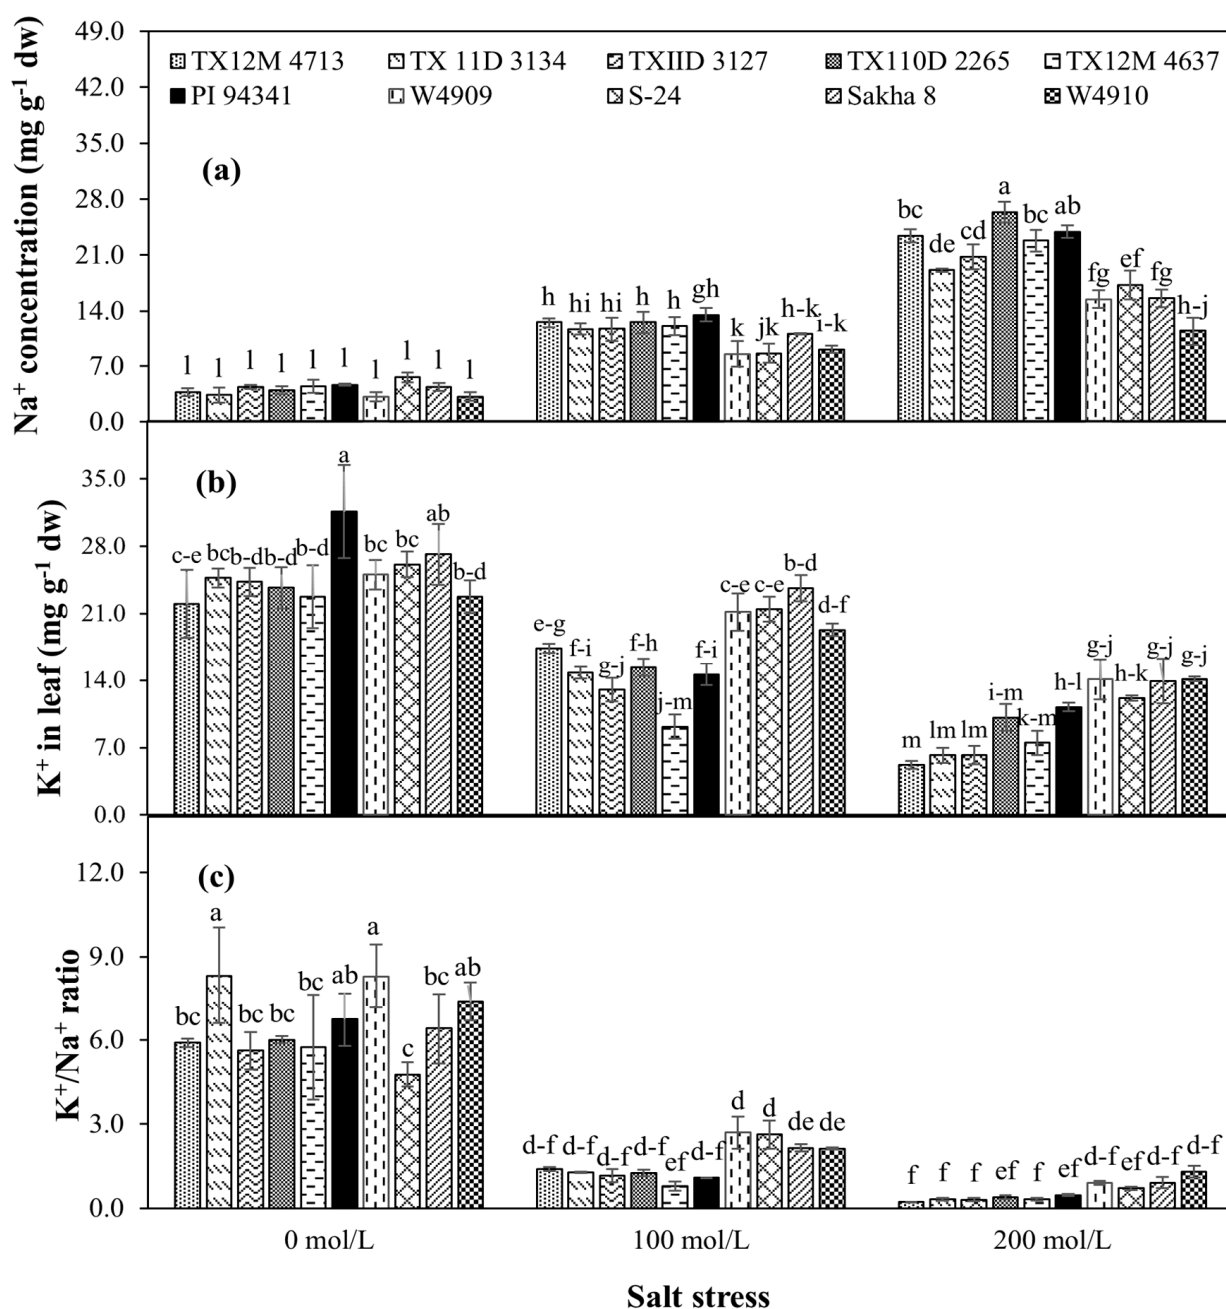 49.0
42.0
35.0
28.0
21.0
14.0
7.0
0.0
Na⁺ concentration (mg g⁻¹ dw)
TX12M 4713 TX 11D 3134 TXIID 3127 TX110D 2265 TX12M 4637
PI 94341 W4909 S-24 Sakha 8 W4910
(a)
l l l l l l l l l l
h hi hi h h gh k jk h-k i-k
bc de cd a bc ab fg ef fg h-j
35.0
28.0
21.0
14.0
7.0
0.0
K⁺ in leaf (mg g⁻¹ dw)
(b)
c-e bc b-d b-d b-d a bc bc ab b-d
e-g f-i g-j f-h j-m f-i c-e c-e b-d d-f
m lm lm i-m k-m h-l g-j h-k g-j g-j
12.0
9.0
6.0
3.0
0.0
K⁺/Na⁺ ratio
(c)
bc a bc bc bc ab a c bc ab
d-f d-f d-f d-f ef d-f d d de de
f f f ef f ef d-f ef d-f d-f
0 mol/L 100 mol/L 200 mol/L
Salt stress